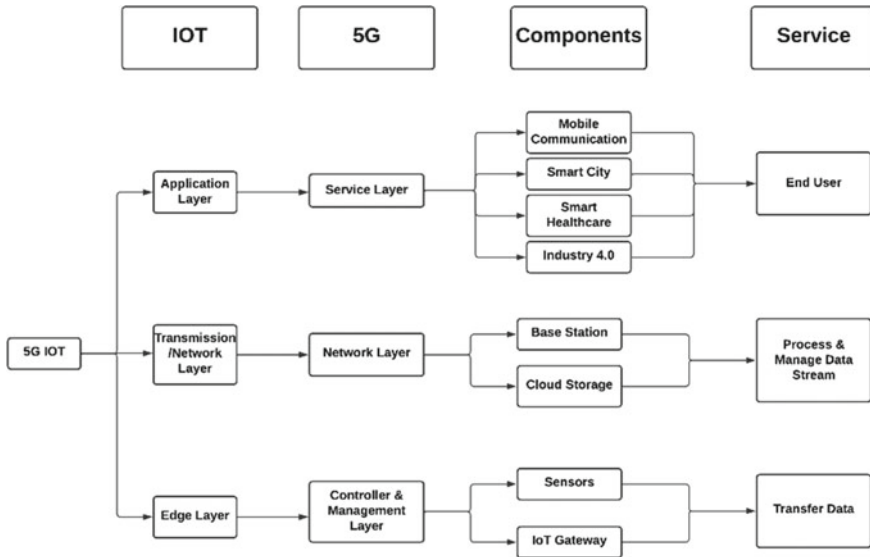 IOT
5G
Components
Service
Mobile
Communication
Application
Layer
Service Layer
Smart City
End User
Smart
Healthcare
Industry 4.0
5G IOT
Transmission
/Network
Layer
Network Layer
Base Station
Cloud Storage
Process &
Manage Data
Stream
Edge Layer
Controller &
Management
Layer
Sensors
IoT Gateway
Transfer Data